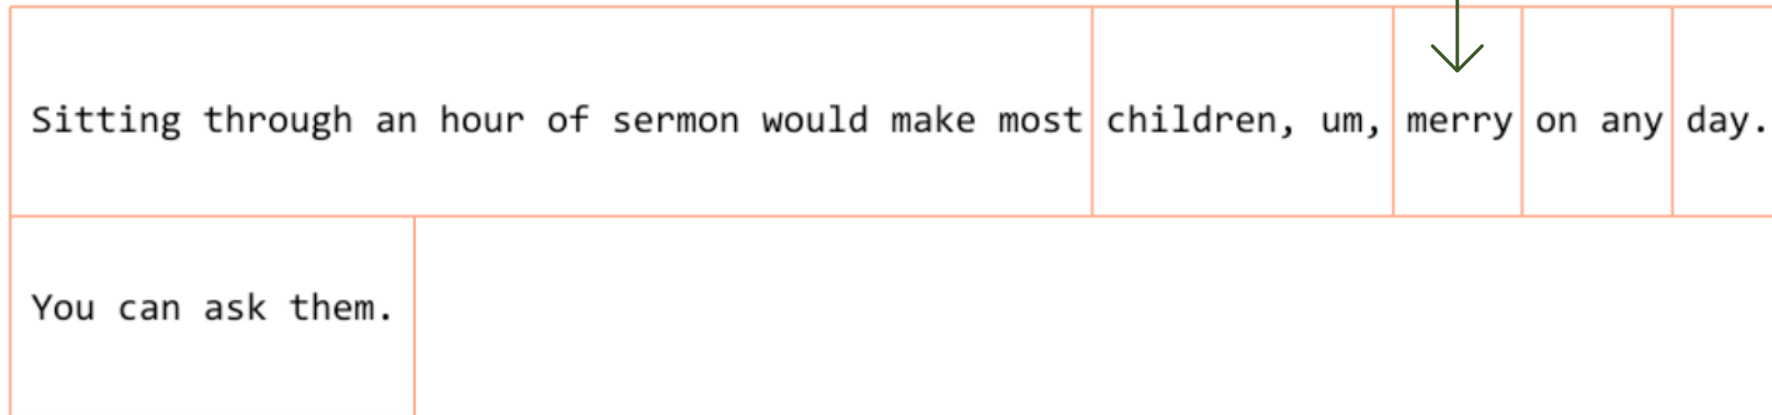 Sitting through an hour of sermon would make most children, um, merry on any day.
You can ask them.